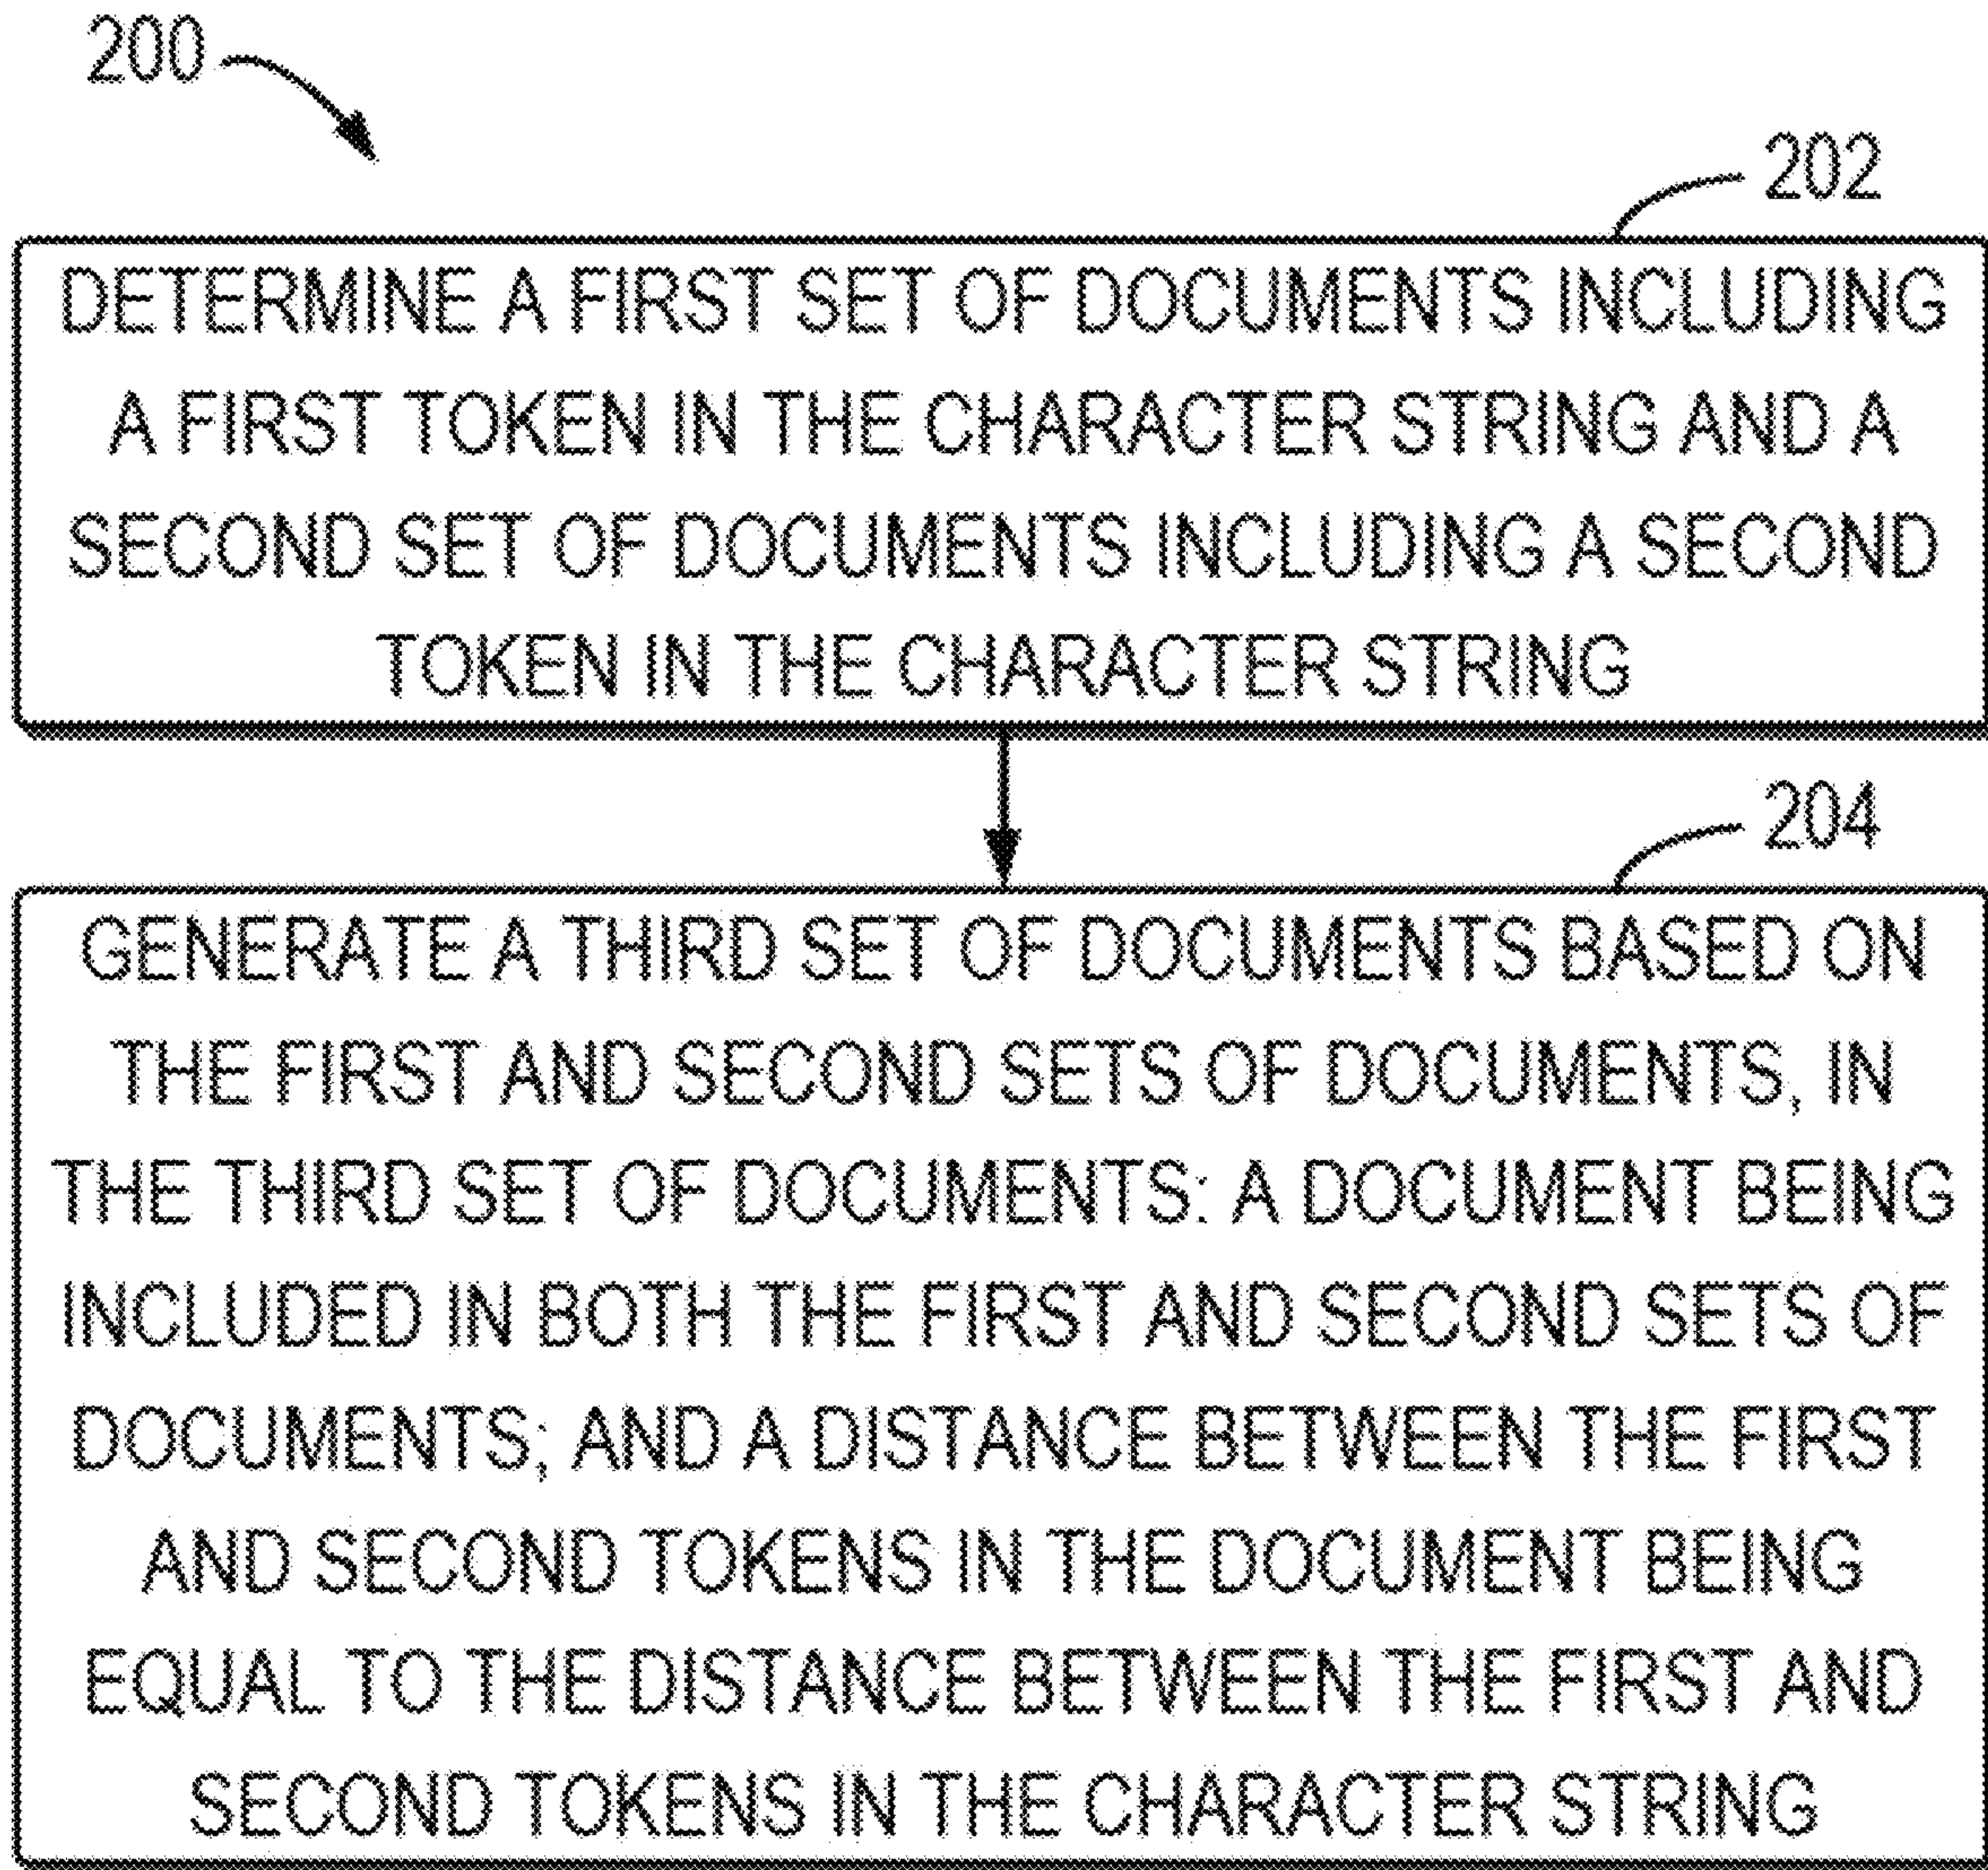 200
202
DETERMINE A FIRST SET OF DOCUMENTS INCLUDING
A FIRST TOKEN IN THE CHARACTER STRING AND A
SECOND SET OF DOCUMENTS INCLUDING A SECOND
TOKEN IN THE CHARACTER STRING
204
GENERATE A THIRD SET OF DOCUMENTS BASED ON
THE FIRST AND SECOND SETS OF DOCUMENTS, IN
THE THIRD SET OF DOCUMENTS: A DOCUMENT BEING
INCLUDED IN BOTH THE FIRST AND SECOND SETS OF
DOCUMENTS; AND A DISTANCE BETWEEN THE FIRST
AND SECOND TOKENS IN THE DOCUMENT BEING
EQUAL TO THE DISTANCE BETWEEN THE FIRST AND
SECOND TOKENS IN THE CHARACTER STRING